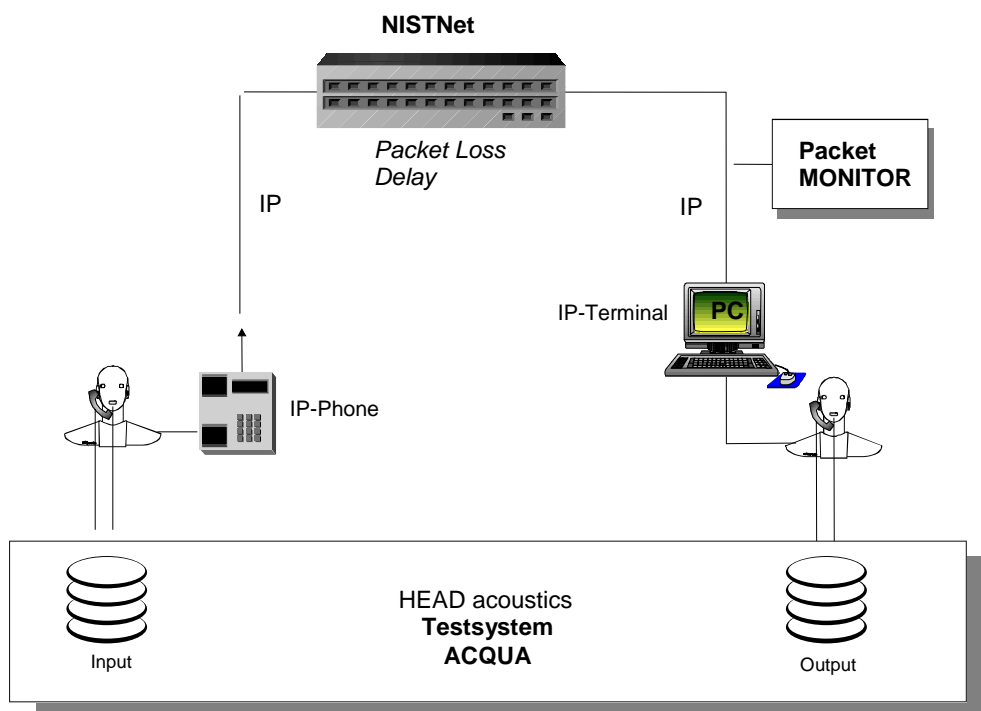 NISTNet
Packet Loss
Delay
Packet
MONITOR
IP
IP
IP-Terminal
PC
IP-Phone
HEAD acoustics
Testsystem
ACQUA
Input
Output